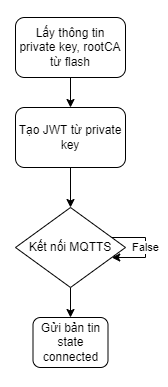 Lấy thông tin
private key, rootCA
từ flash
Tạo JWT từ private
key
Kết nối MQTTS
False
Gửi bản tin
state
connected